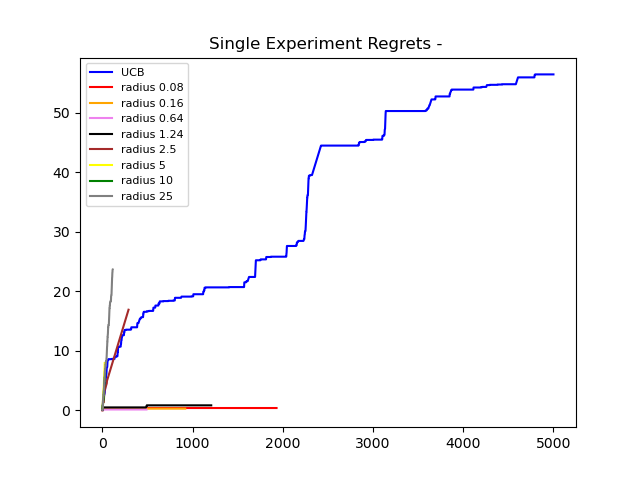 Single Experiment Regrets -
UCB
radius 0.08
radius 0.16
radius 0.64
radius 1.24
radius 2.5
radius 5
radius 10
radius 25
50
40
30
20
10
0
0 1000 2000 3000 4000 5000